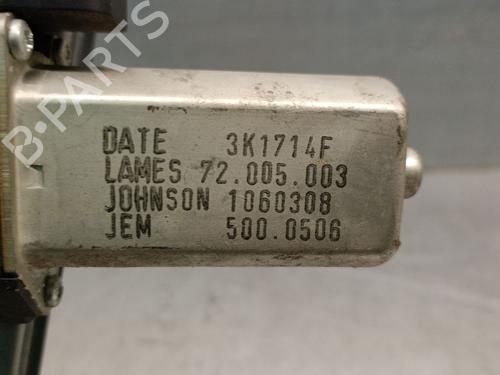 DATE 3K1714F
LAMES 72.005.003
JOHNSON 1060308
JEM 500.0506
B-PARTS